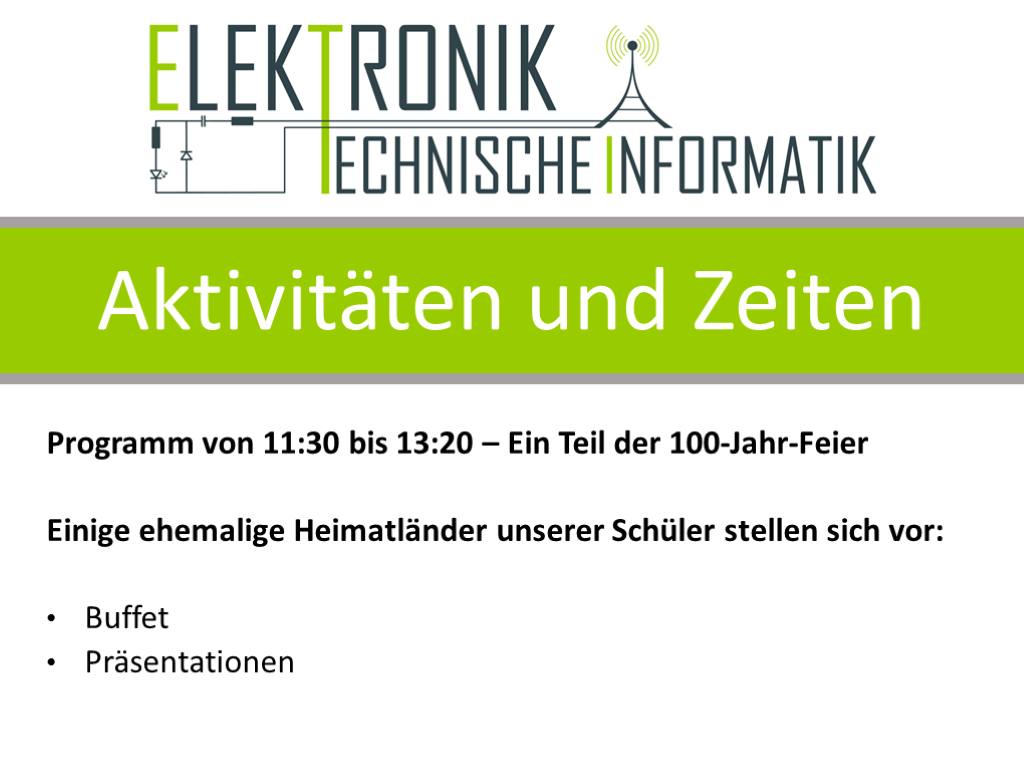 ELEKTRONIK
TECHNISCHE INFORMATIK
Aktivitäten und Zeiten
Programm von 11:30 bis 13:20 – Ein Teil der 100-Jahr-Feier
Einige ehemalige Heimatländer unserer Schüler stellen sich vor:
• Buffet
• Präsentationen